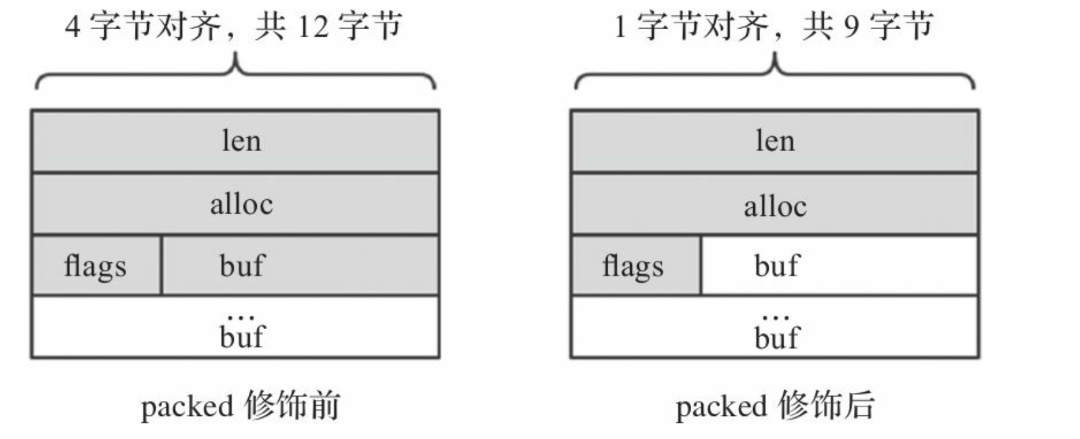 4 字节对齐，共 12 字节
len
alloc
flags buf
…
buf
packed 修饰前
1 字节对齐，共 9 字节
len
alloc
flags buf
…
buf
packed 修饰后